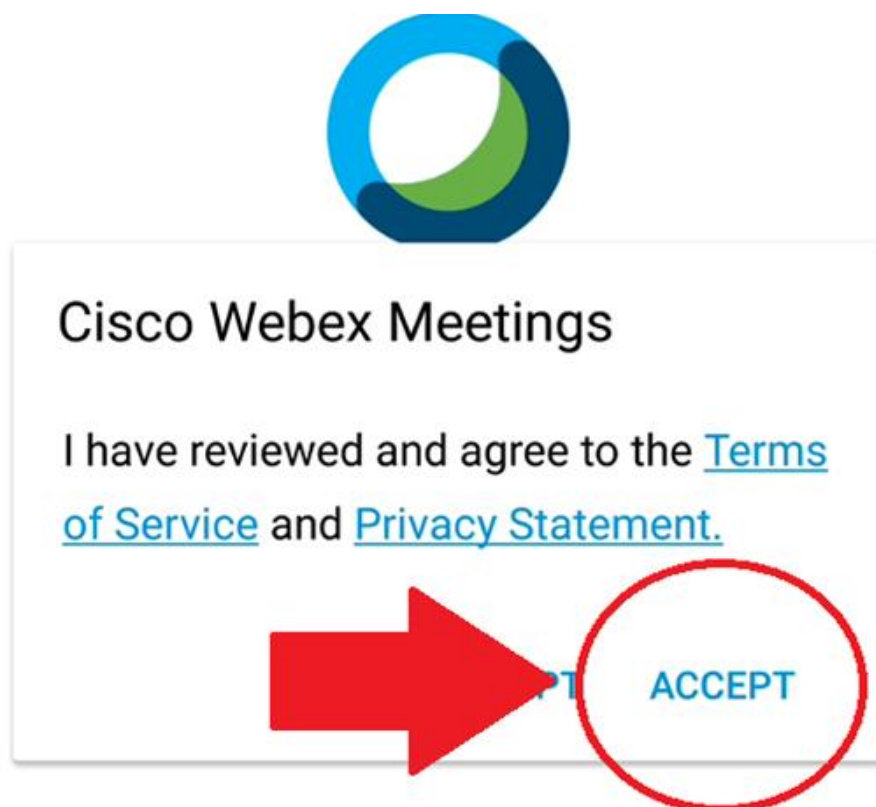 Cisco Webex Meetings
I have reviewed and agree to the Terms
of Service and Privacy Statement.
ACCEPT